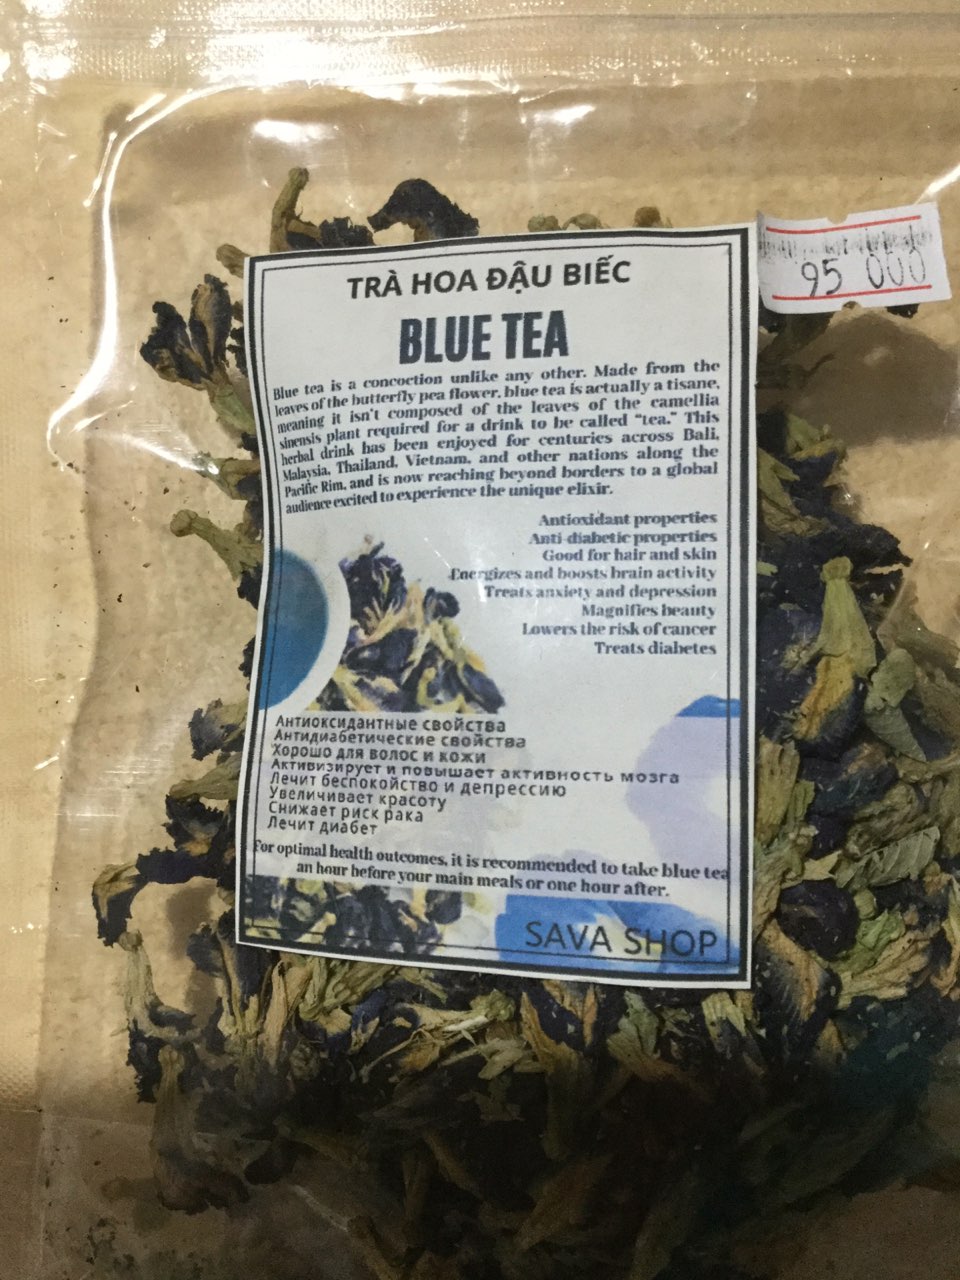 TRÀ HOA ĐẬU BIẾC
95 000
BLUE TEA
Blue tea is a concoction unlike any other. Made from the
leaves of the butterfly pea flower, blue tea is actually a tisane,
meaning it isn't composed of the leaves of the camellia
sinensis plant required for a drink to be called "tea." This
herbal drink has been enjoyed for centuries across Bali,
Malaysia, Thailand, Vietnam, and other nations along the
Pacific Rim, and is now reaching beyond borders to a global
audience excited to experience the unique elixir.
Antioxidant properties
Anti-diabetic properties
Good for hair and skin
Energizes and boosts brain activity
Treats anxiety and depression
Magnifies beauty
Lowers the risk of cancer
Treats diabetes
Антиоксидантные свойства
Антидиабетические свойства
Хорошо для волос и кожи
Активизирует и повышает активность мозга
Лечит беспокойство и депрессию
Увеличивает красоту
Снижает риск рака
Лечит диабет
For optimal health outcomes, it is recommended to take blue tea
an hour before your main meals or one hour after.
SAVA SHOP